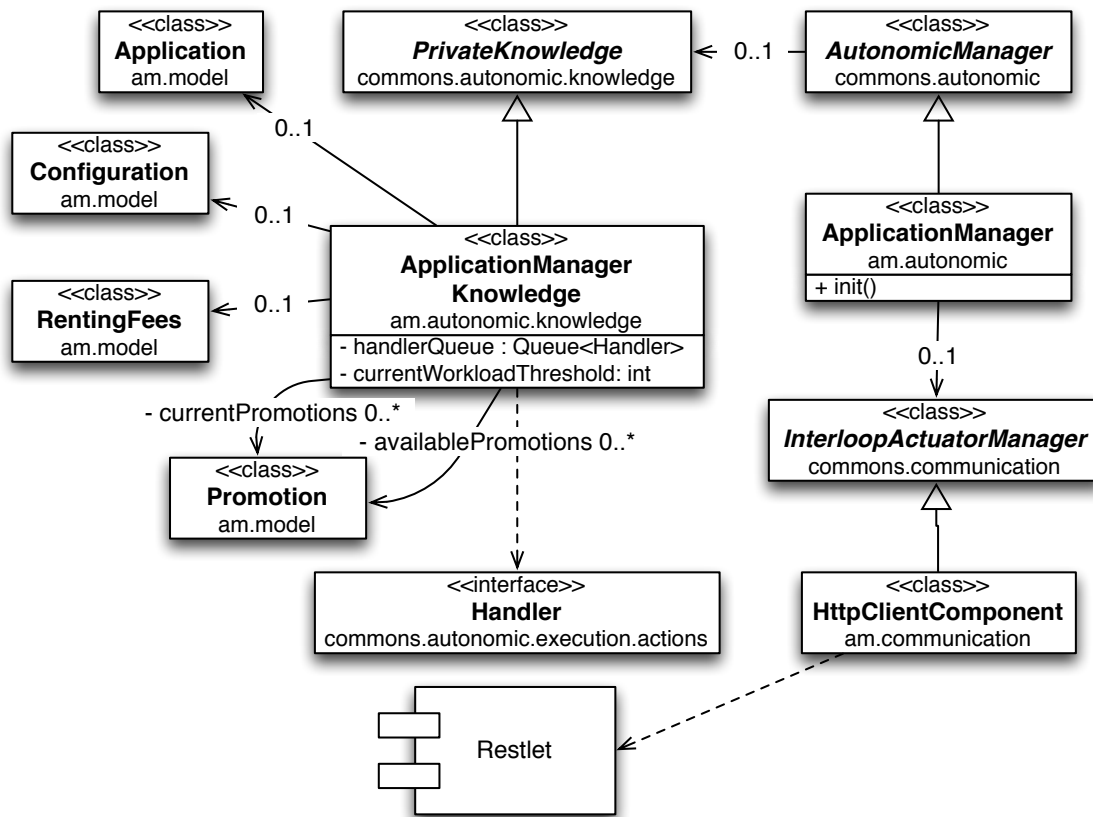 <<class>>
Application
am.model
<<class>>
PrivateKnowledge
commons.autonomic.knowledge
0..1
<<class>>
AutonomicManager
commons.autonomic
0..1
<<class>>
Configuration
am.model
0..1
<<class>>
ApplicationManager
Knowledge
am.autonomic.knowledge
- handlerQueue : Queue<Handler>
- currentWorkloadThreshold: int
<<class>>
ApplicationManager
am.autonomic
+ init()
<<class>>
RentingFees
am.model
0..1
0..1
- currentPromotions 0..*
- availablePromotions 0..*
<<class>>
InterloopActuatorManager
commons.communication
<<class>>
Promotion
am.model
<<interface>>
Handler
commons.autonomic.execution.actions
<<class>>
HttpClientComponent
am.communication
Restlet